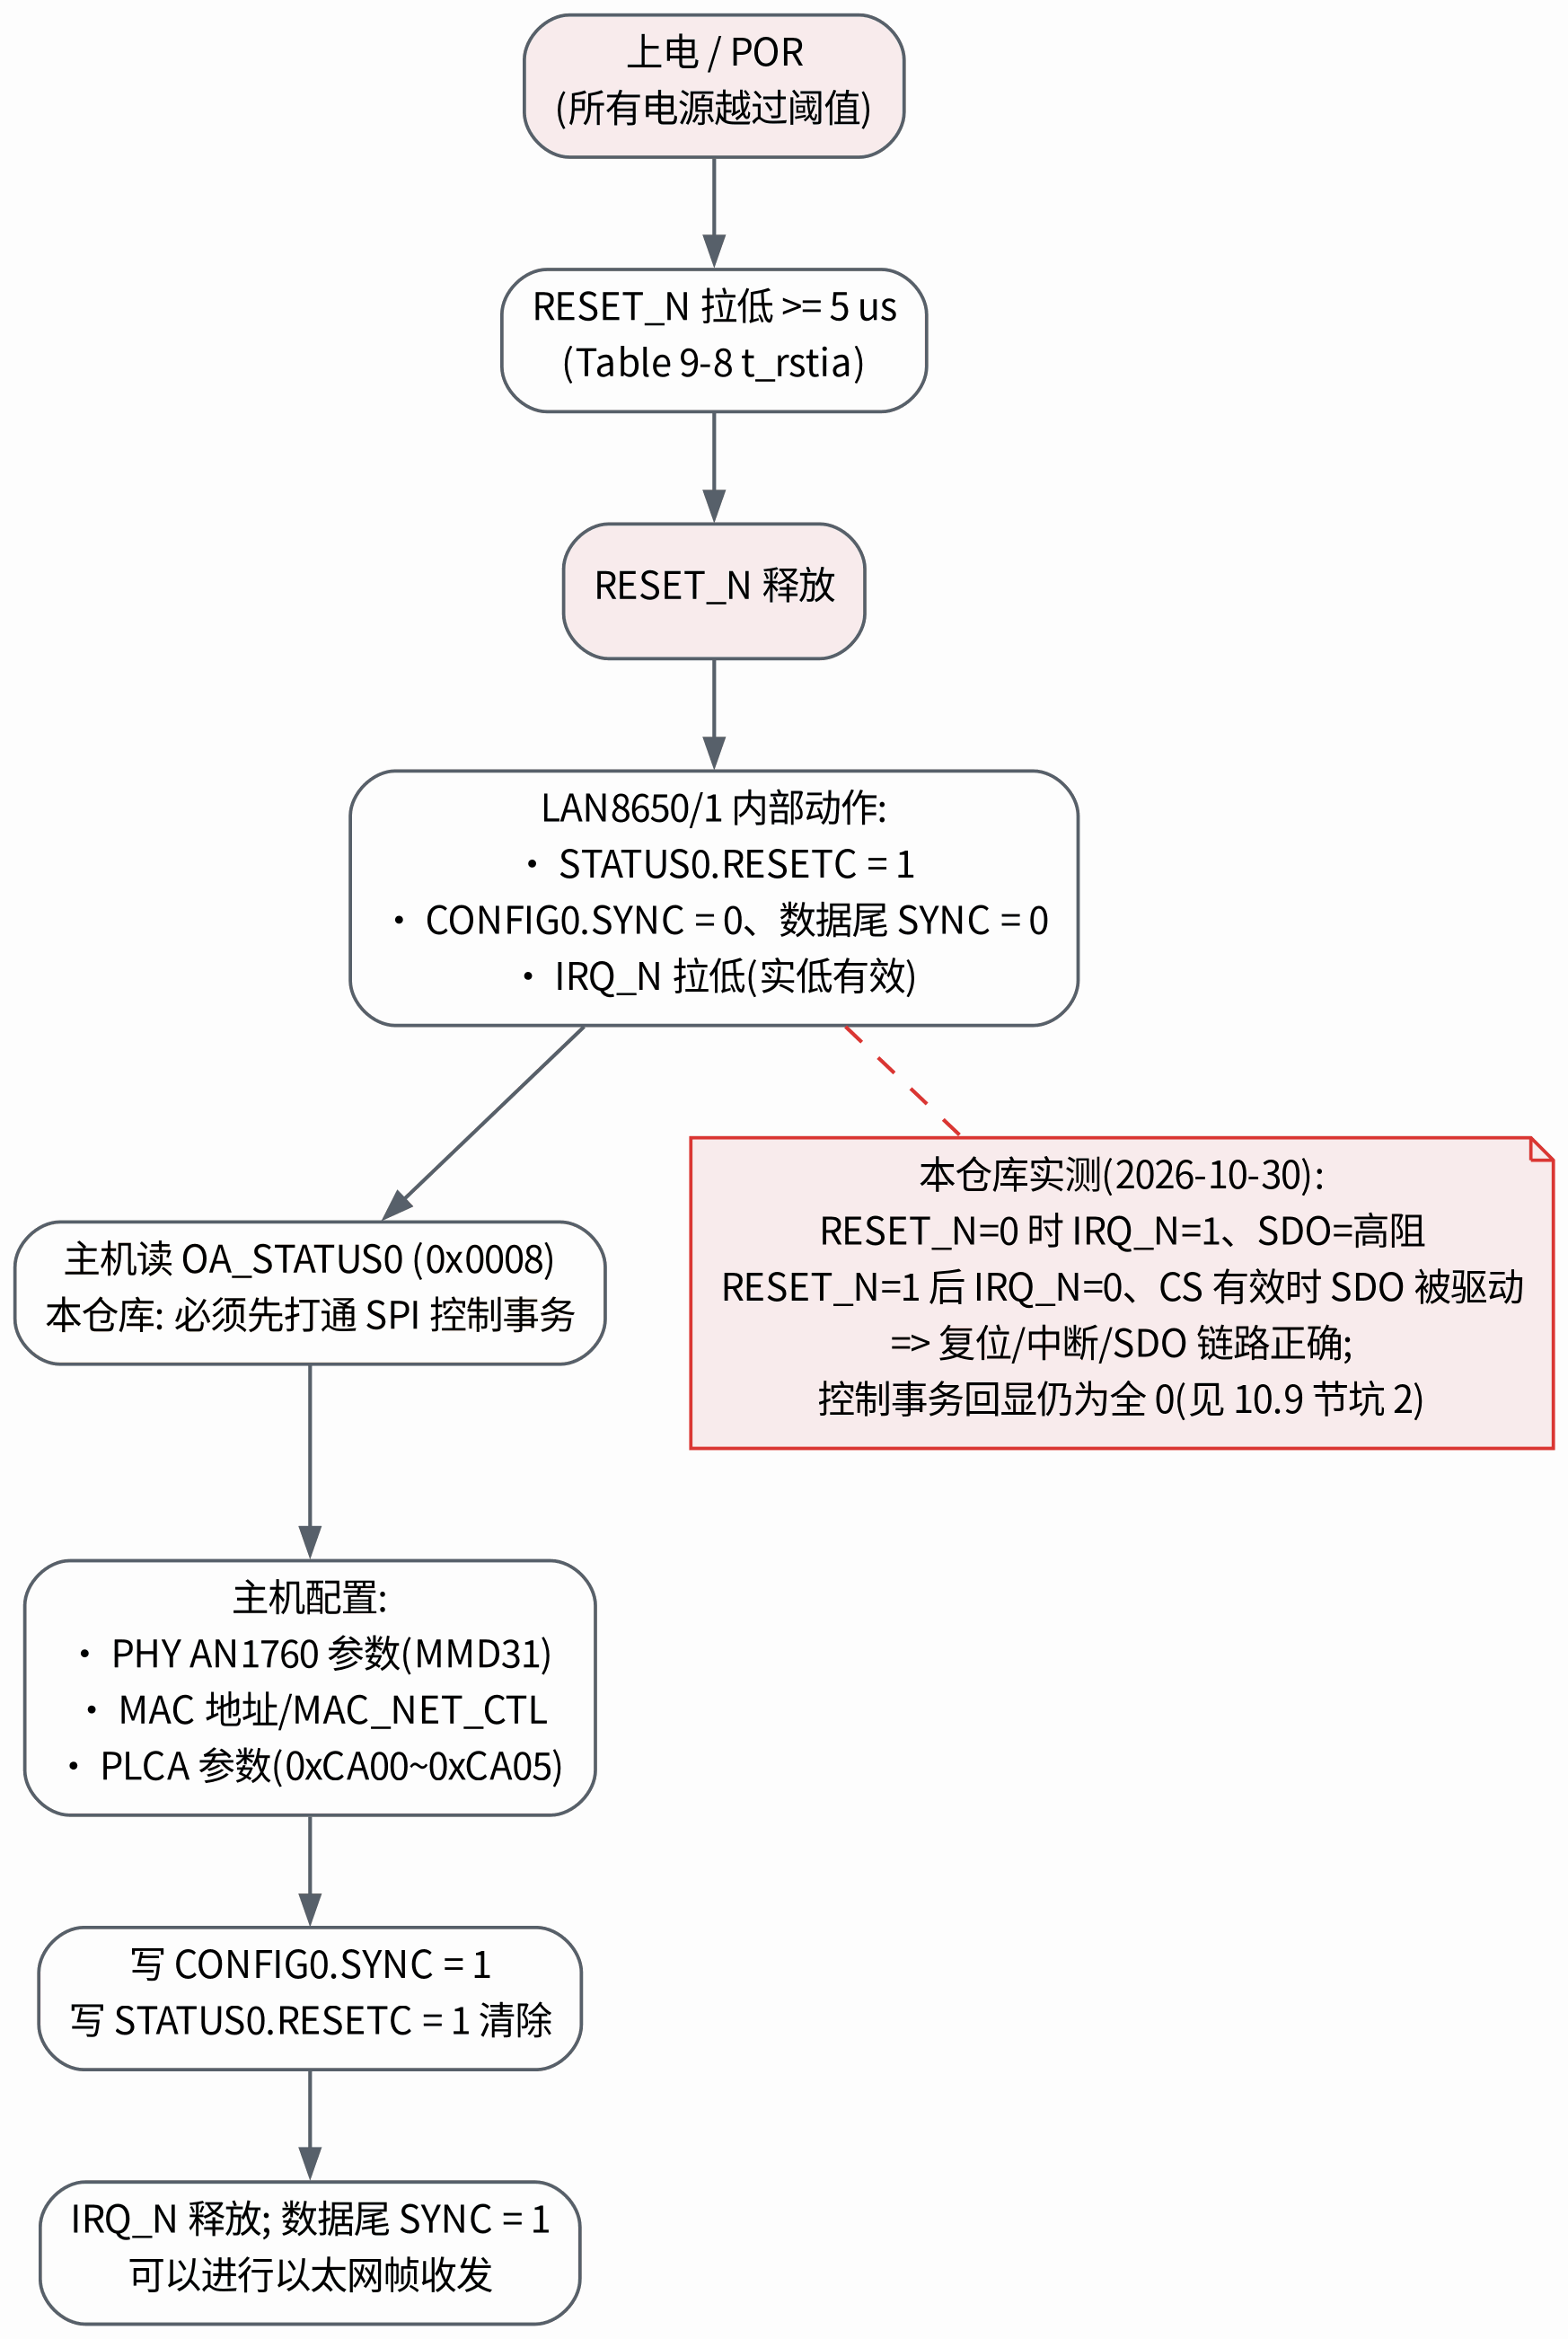 上电 / POR
(所有电源越过阈值)
RESET_N 拉低 >= 5 us
(Table 9-8 t_rstia)
RESET_N 释放
LAN8650/1 内部动作:
• STATUS0.RESETC = 1
• CONFIG0.SYNC = 0、数据尾 SYNC = 0
• IRQ_N 拉低(实低有效)
本仓库实测(2026-10-30):
RESET_N=0 时 IRQ_N=1、SDO=高阻
RESET_N=1 后 IRQ_N=0、CS 有效时 SDO 被驱动
=> 复位/中断/SDO 链路正确;
控制事务回显仍为全 0(见 10.9 节坑 2)
主机读 OA_STATUS0 (0x0008)
本仓库: 必须先打通 SPI 控制事务
主机配置:
• PHY AN1760 参数(MMD31)
• MAC 地址/MAC_NET_CTL
• PLCA 参数(0xCA00~0xCA05)
写 CONFIG0.SYNC = 1
写 STATUS0.RESETC = 1 清除
IRQ_N 释放; 数据尾 SYNC = 1
可以进行以太网帧收发